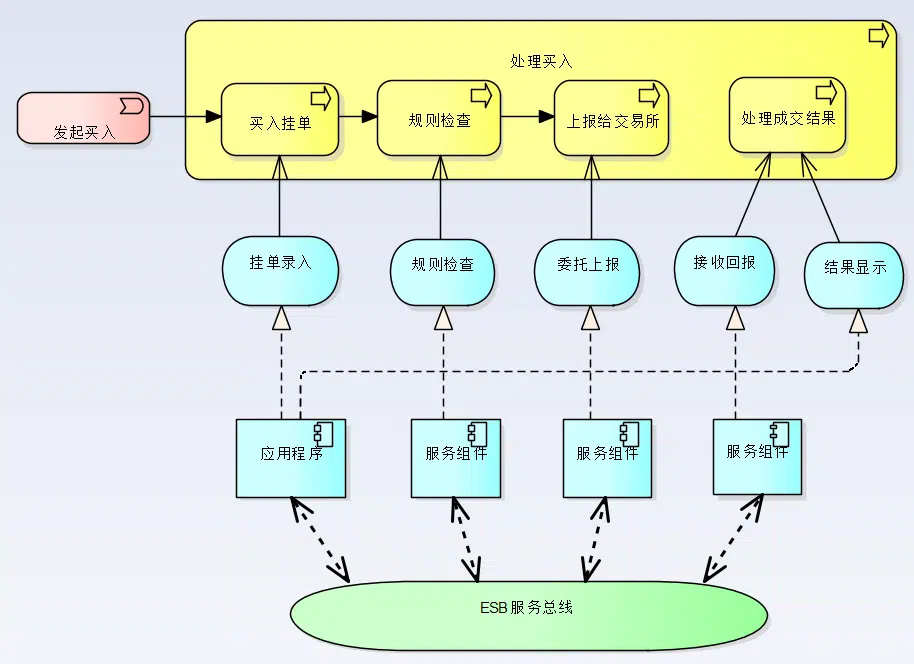 处理买入
发起买入
买入挂单
规则检查
上报给交易所
处理成交结果
挂单录入
规则检查
委托上报
接收回报
结果显示
应用程序
服务组件
服务组件
服务组件
ESB服务总线